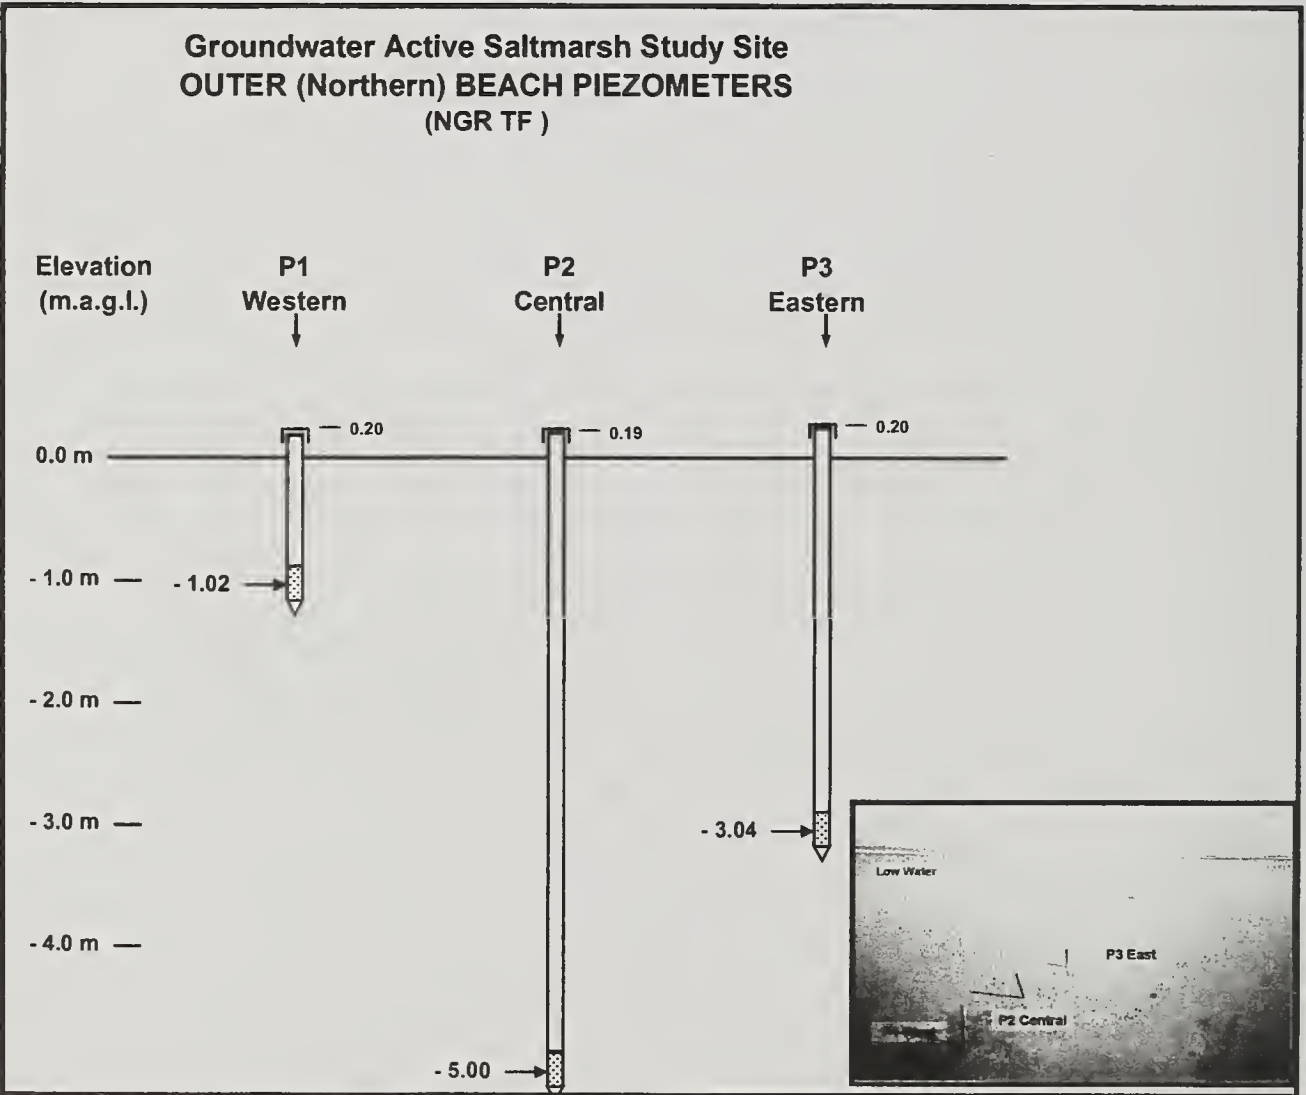 Groundwater Active Saltmarsh Study Site
OUTER (Northern) BEACH PIEZOMETERS
(NGR TF )
Elevation
(m.a.g.l.)
P1
Western
P2
Central
P3
Eastern
0.20
0.19
0.20
0.0 m
- 1.0 m
- 1.02
- 2.0 m
- 3.0 m
- 3.04
- 4.0 m
- 5.00
Low Water
P3 East
P2 Central